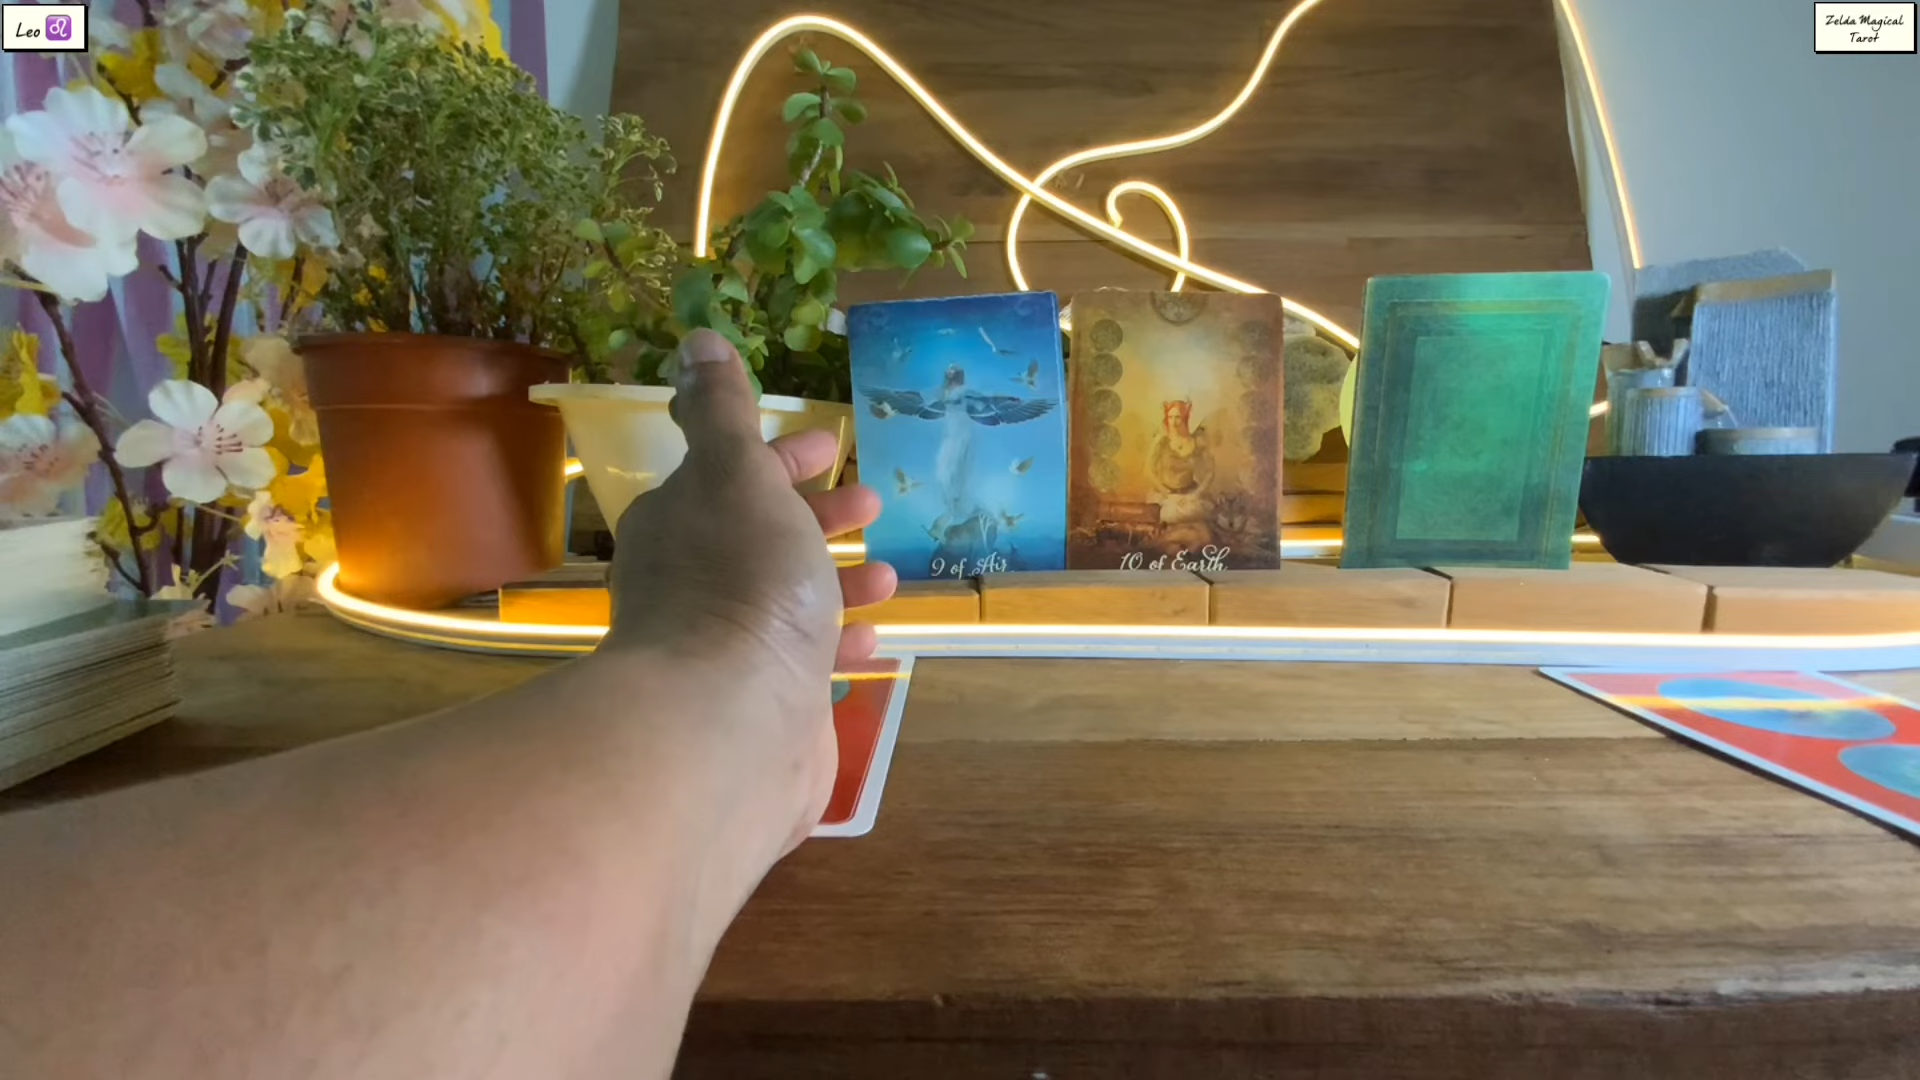 Leo ♌
Zelda Magical
Tarot
9 of Air
10 of Earth